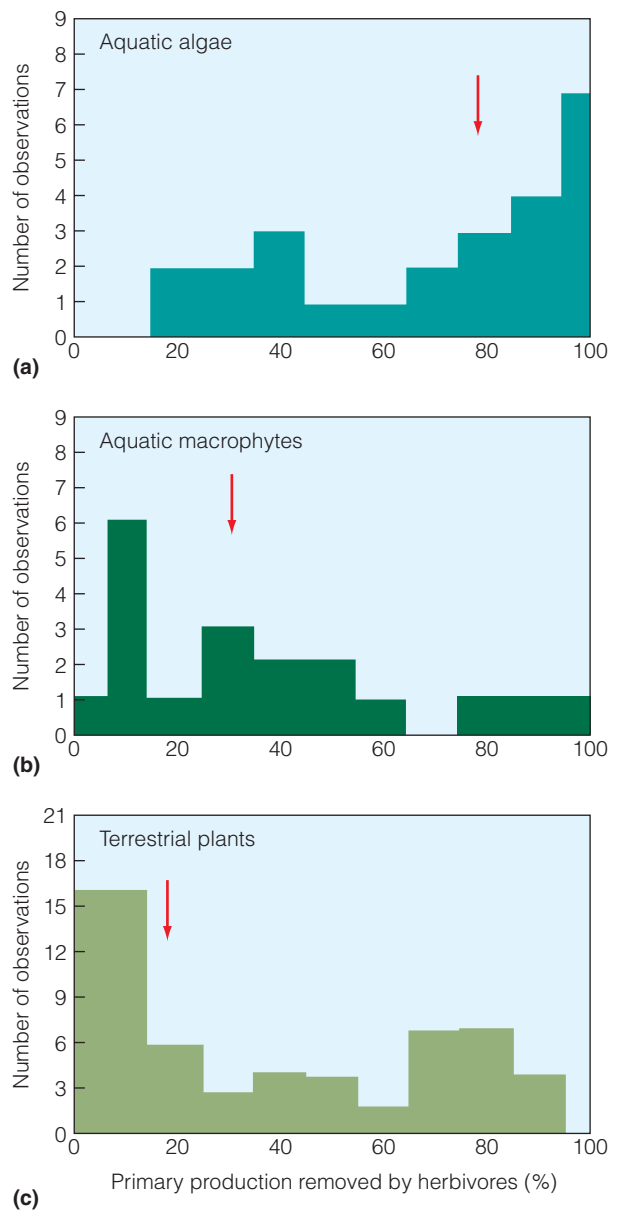 9
Aquatic algae
8
7
6
5
4
3
2
1
0
Number of observations
0 20 40 60 80 100
(a)
9
Aquatic macrophytes
8
7
6
5
4
3
2
1
0
Number of observations
0 20 40 60 80 100
(b)
21
Terrestrial plants
18
15
12
9
6
3
0
Number of observations
0 20 40 60 80 100
Primary production removed by herbivores (%)
(c)